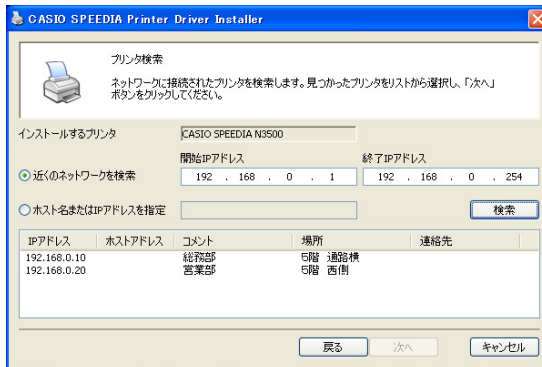 CASIO SPEEDIA Printer Driver Installer
プリンタ検索
ネットワークに接続されたプリンタを検索します。見つかったプリンタをリストから選択し、「次へ」
ボタンをクリックしてください。
インストールするプリンタ CASIO SPEEDIA N3500
開始IPアドレス 終了IPアドレス
近くのネットワークを検索 192 . 168 . 0 . 1 192 . 168 . 0 . 254
ホスト名またはIPアドレスを指定 検索
IPアドレス ホストアドレス コメント 場所 連絡先
192.168.0.10 総務部 5階 通路横
192.168.0.20 営業部 5階 西側
戻る 次へ キャンセル